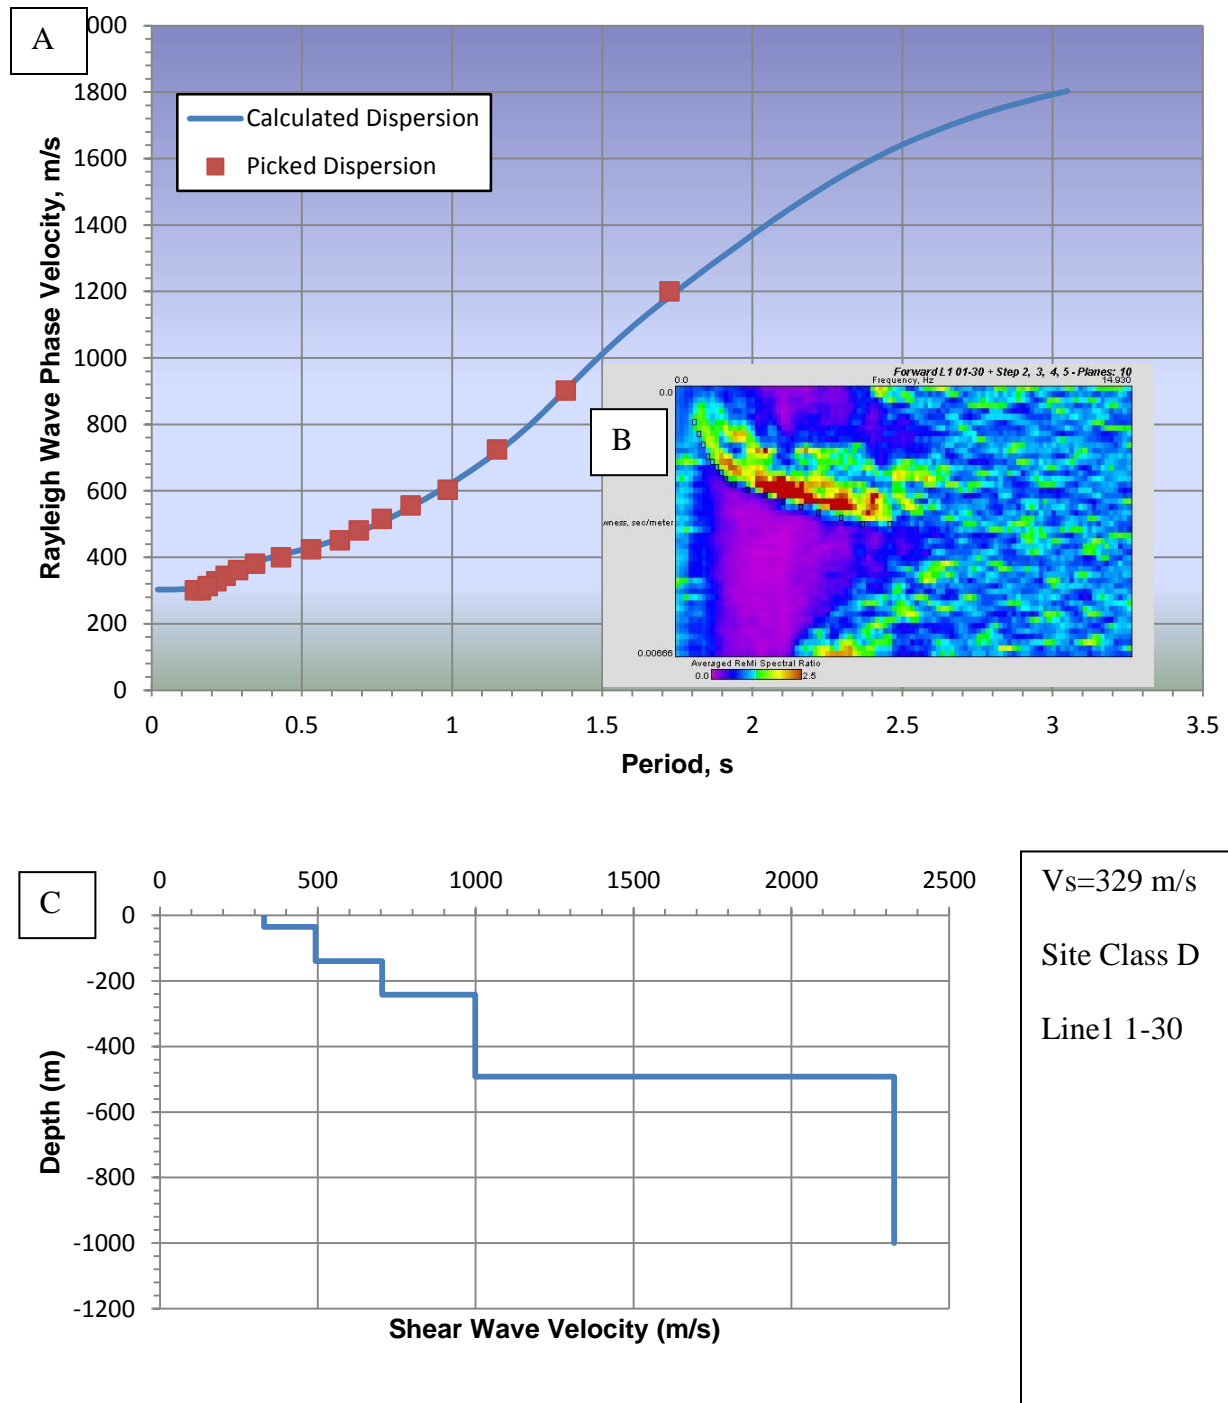 A
000
1800
1600
1400
1200
1000
800
600
400
200
0
Rayleigh Wave Phase Velocity, m/s
Calculated Dispersion
Picked Dispersion
0 0.5 1 1.5 2 2.5 3 3.5
Period, s
B
Forward L1 01-30 + Step 2, 3, 4, 5 - Planes: 10
0.0 Frequency, Hz 14.930
0.0
wness, sec/meter
0.00666
Averaged ReMi Spectral Ratio
0.0 2.5
C
0 500 1000 1500 2000 2500
0
-200
-400
-600
-800
-1000
-1200
Depth (m)
Shear Wave Velocity (m/s)
Vs=329 m/s
Site Class D
Line1 1-30